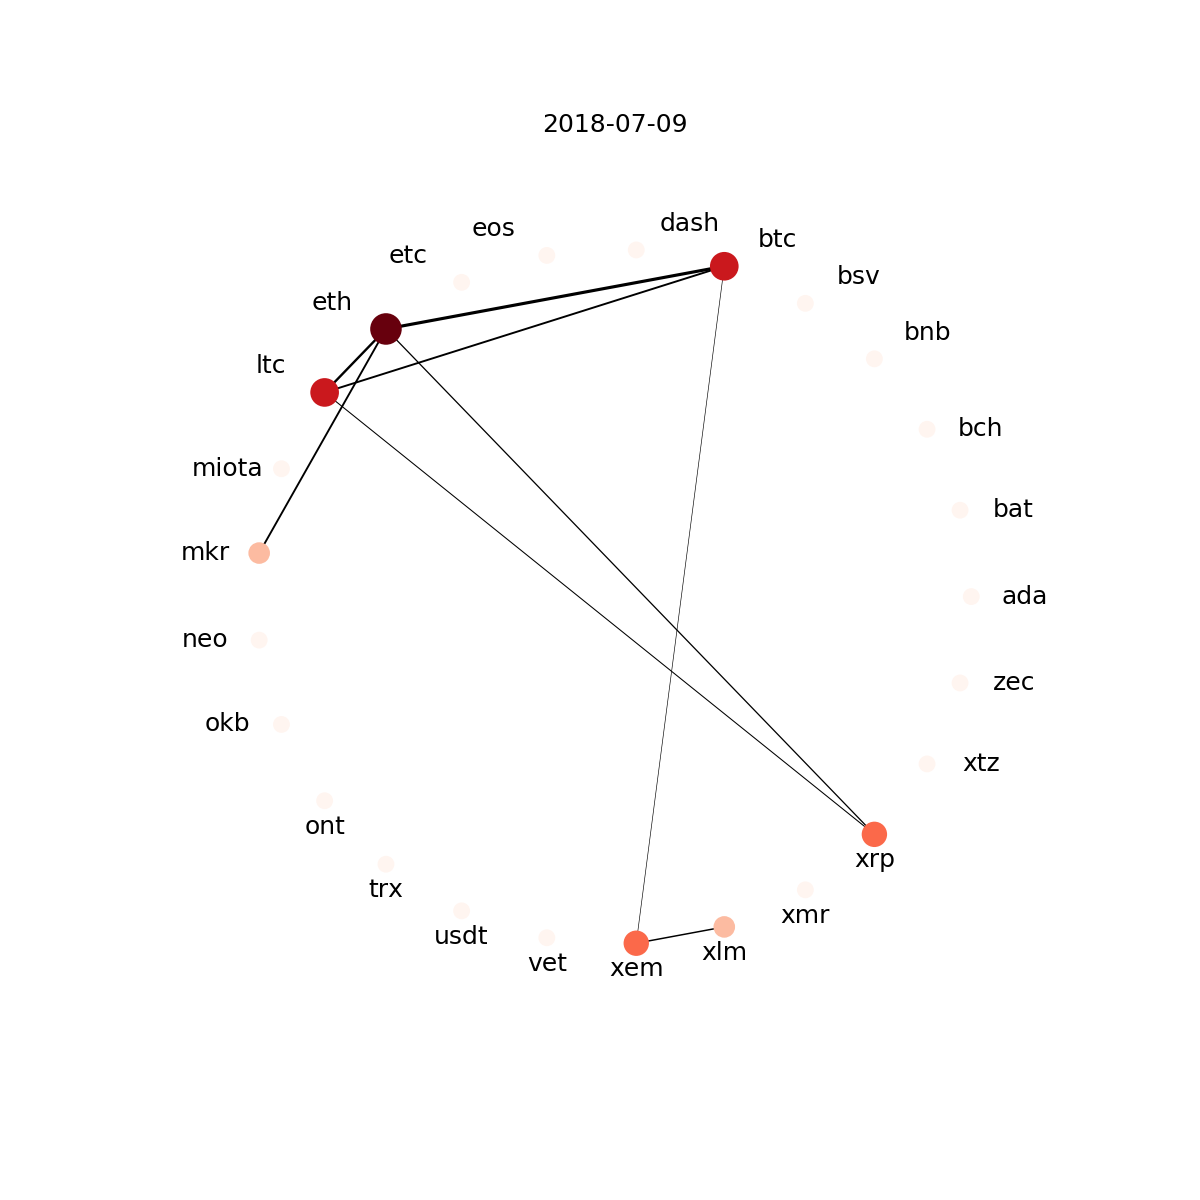 2018-07-09
dash
eos
btc
etc
bsv
eth
bnb
ltc
bch
miota
bat
mkr
ada
neo
zec
okb
xtz
ont
xrp
trx
xmr
usdt
xlm
vet
xem